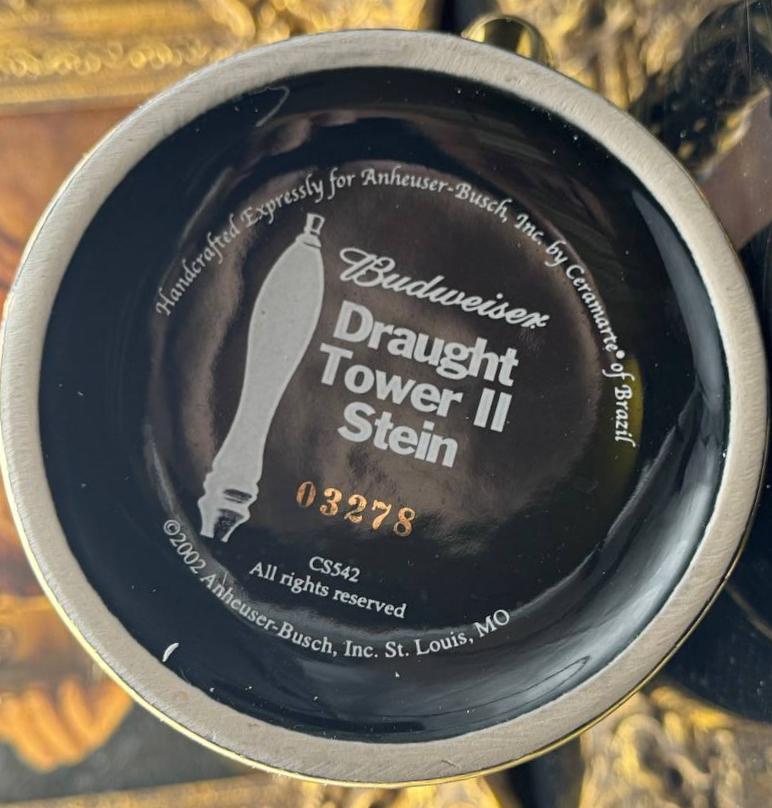 Handcrafted Expressly for Anheuser-Busch, Inc. by Ceramarte® of Brazil
Budweiser
Draught
Tower II
Stein
03278
CS542
All rights reserved
©2002 Anheuser-Busch, Inc. St. Louis, MO